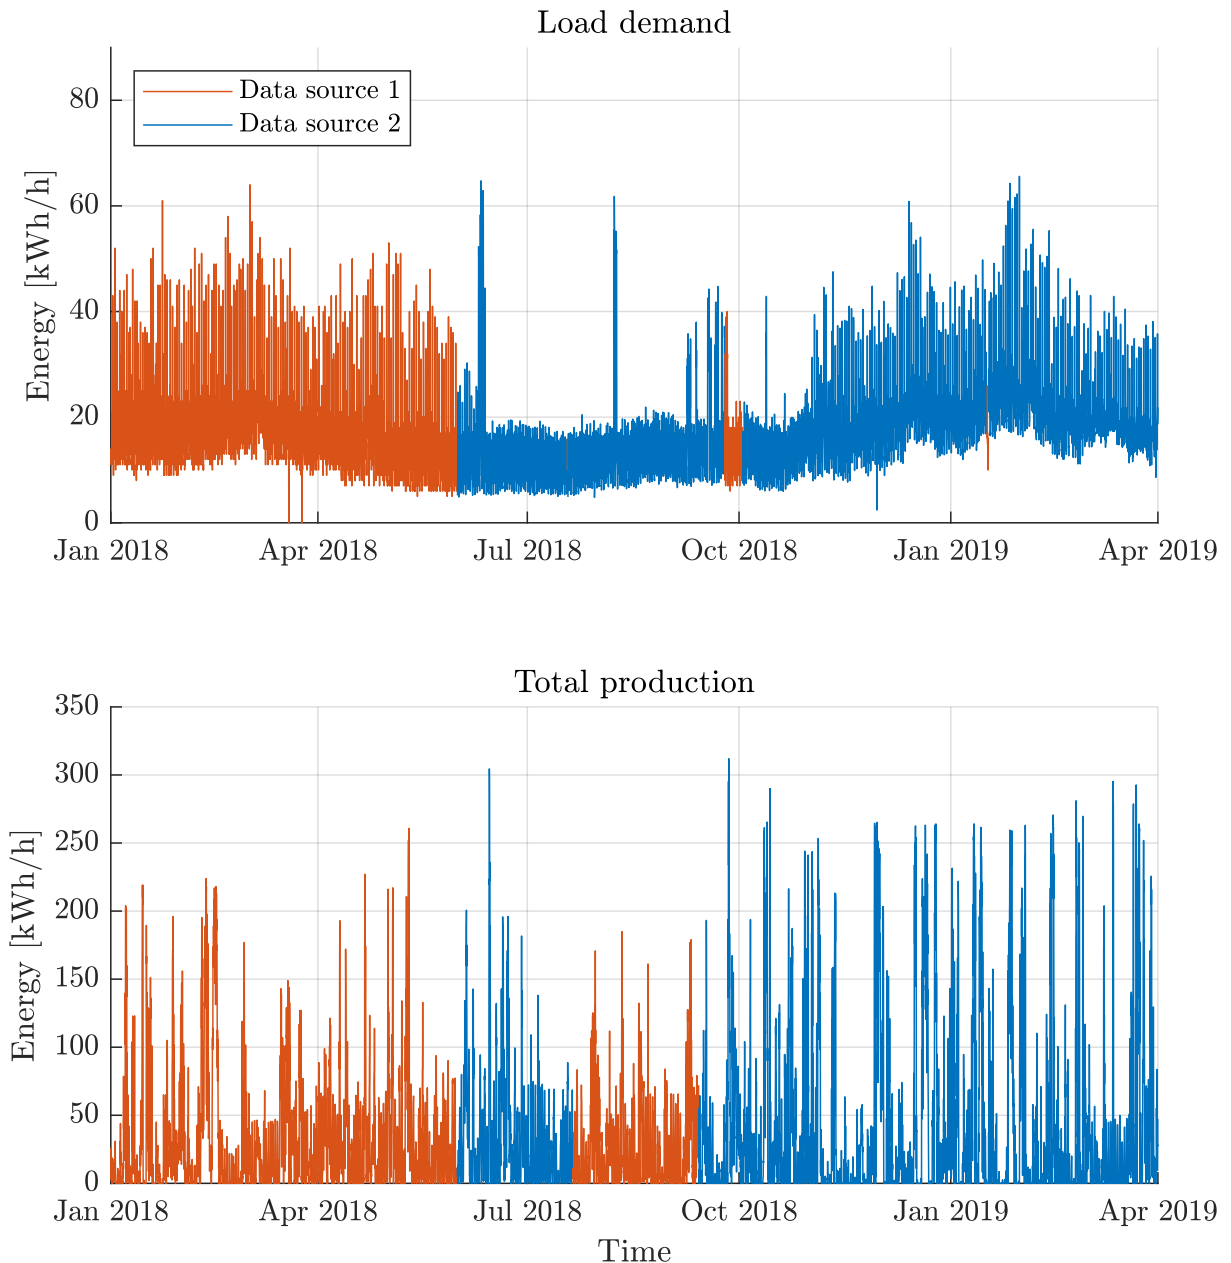 Load demand
Data source 1
Data source 2
Energy [kWh/h]
80
60
40
20
0
Jan 2018 Apr 2018 Jul 2018 Oct 2018 Jan 2019 Apr 2019
Total production
Energy [kWh/h]
350
300
250
200
150
100
50
0
Jan 2018 Apr 2018 Jul 2018 Oct 2018 Jan 2019 Apr 2019
Time